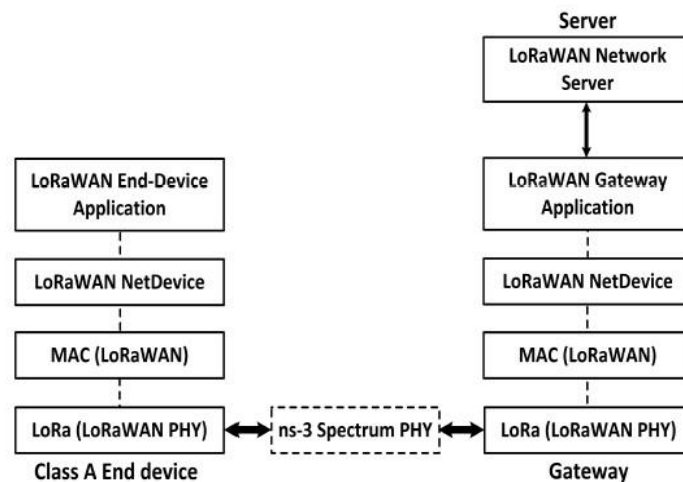 Server
LoRaWAN Network
Server
LoRaWAN End-Device
Application
LoRaWAN NetDevice
MAC (LoRaWAN)
LoRa (LoRaWAN PHY)
Class A End device
ns-3 Spectrum PHY
LoRaWAN Gateway
Application
LoRaWAN NetDevice
MAC (LoRaWAN)
LoRa (LoRaWAN PHY)
Gateway